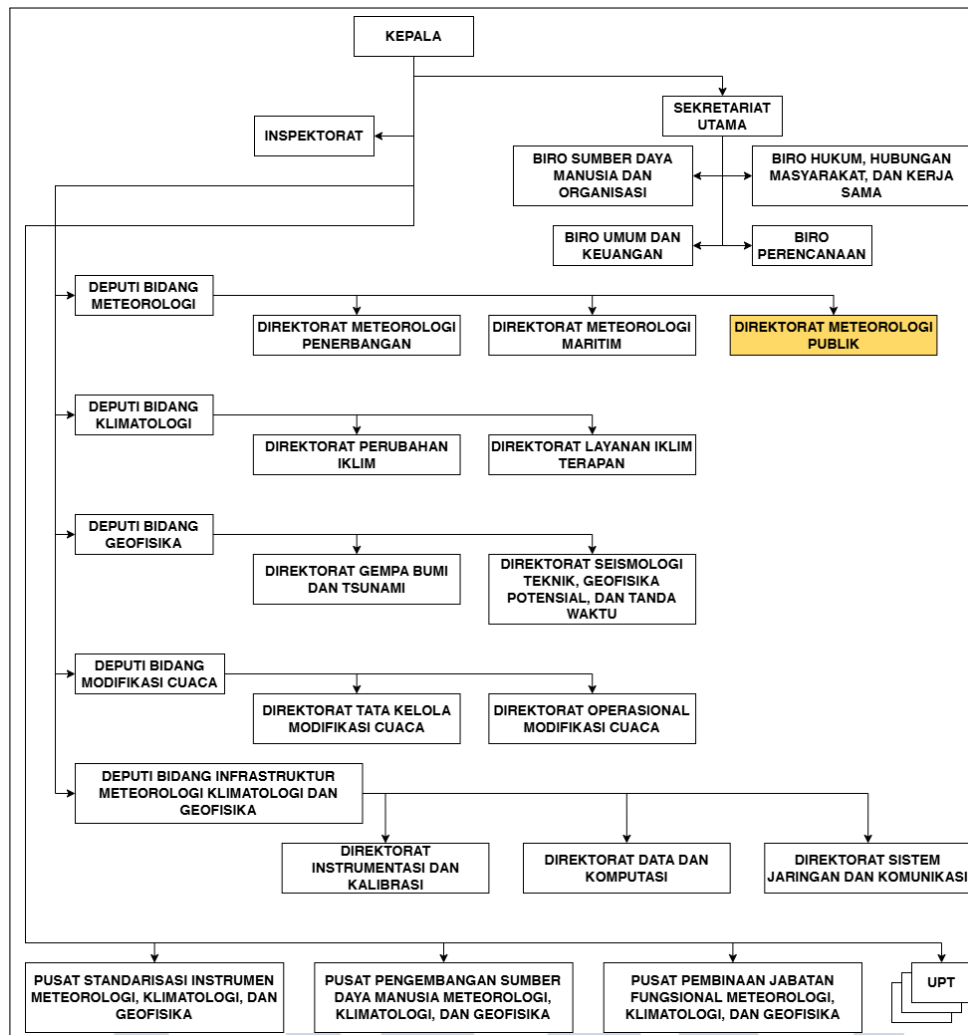 KEPALA
SEKRETARIAT
UTAMA
INSPEKTORAT
BIRO SUMBER DAYA
MANUSIA DAN
ORGANISASI
BIRO HUKUM, HUBUNGAN
MASYARAKAT, DAN KERJA
SAMA
BIRO UMUM DAN
KEUANGAN
BIRO
PERENCANAAN
DEPUTI BIDANG
METEOROLOGI
DIREKTORAT METEOROLOGI
PENERBANGAN
DIREKTORAT METEOROLOGI
MARITIM
DIREKTORAT METEOROLOGI
PUBLIK
DEPUTI BIDANG
KLIMATOLOGI
DIREKTORAT PERUBAHAN
IKLIM
DIREKTORAT LAYANAN IKLIM
TERAPAN
DEPUTI BIDANG
GEOFISIKA
DIREKTORAT GEMPA BUMI
DAN TSUNAMI
DIREKTORAT SEISMOLOGI
TEKNIK, GEOFISIKA
POTENSIAL, DAN TANDA
WAKTU
DEPUTI BIDANG
MODIFIKASI CUACA
DIREKTORAT TATA KELOLA
MODIFIKASI CUACA
DIREKTORAT OPERASIONAL
MODIFIKASI CUACA
DEPUTI BIDANG INFRASTRUKTUR
METEOROLOGI KLIMATOLOGI DAN
GEOFISIKA
DIREKTORAT
INSTRUMENTASI DAN
KALIBRASI
DIREKTORAT DATA DAN
KOMPUTASI
DIREKTORAT SISTEM
JARINGAN DAN KOMUNIKASI
PUSAT STANDARISASI INSTRUMEN
METEOROLOGI, KLIMATOLOGI, DAN
GEOFISIKA
PUSAT PENGEMBANGAN SUMBER
DAYA MANUSIA METEOROLOGI,
KLIMATOLOGI, DAN GEOFISIKA
PUSAT PEMBINAAN JABATAN
FUNGSIONAL METEOROLOGI,
KLIMATOLOGI, DAN GEOFISIKA
UPT